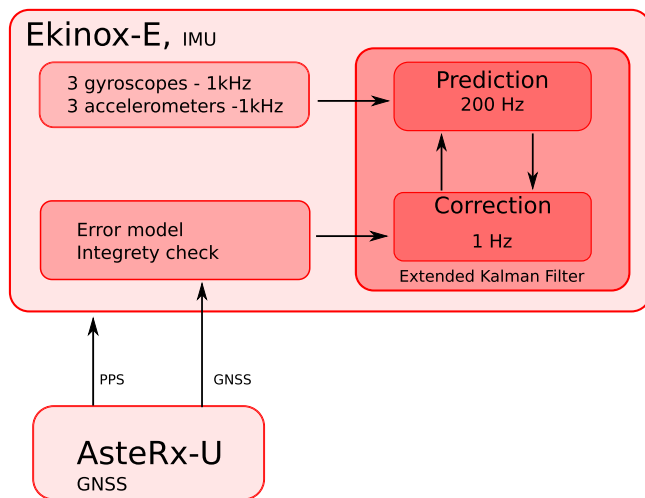 Ekinox-E, IMU
3 gyroscopes - 1kHz
3 accelerometers -1kHz
Prediction
200 Hz
Error model
Integrety check
Correction
1 Hz
Extended Kalman Filter
PPS
GNSS
AsteRx-U
GNSS